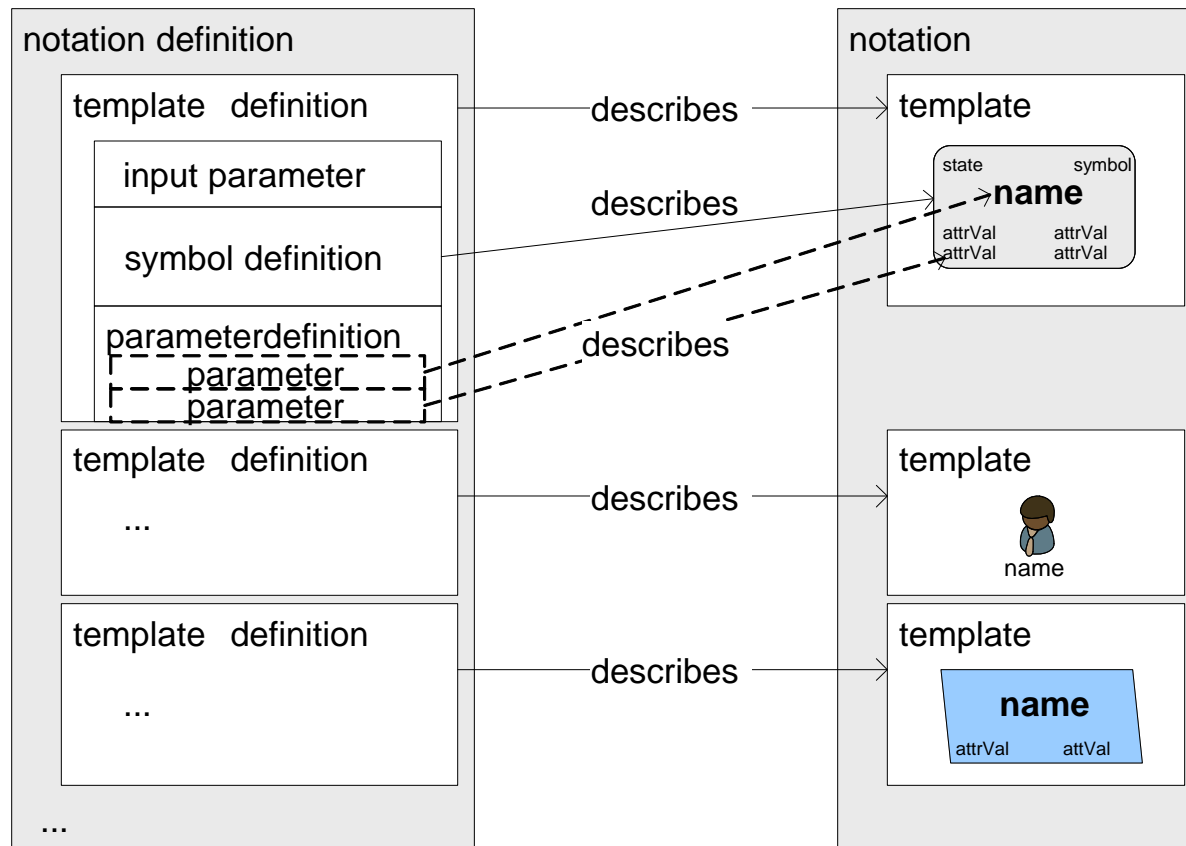 notation definition
template definition
input parameter
symbol definition
parameterdefinition
parameter
parameter
template definition
...
template definition
...
...
describes
describes
describes
describes
describes
notation
template
state symbol
name
attrVal attrVal
attrVal attrVal
template
name
template
name
attrVal attVal